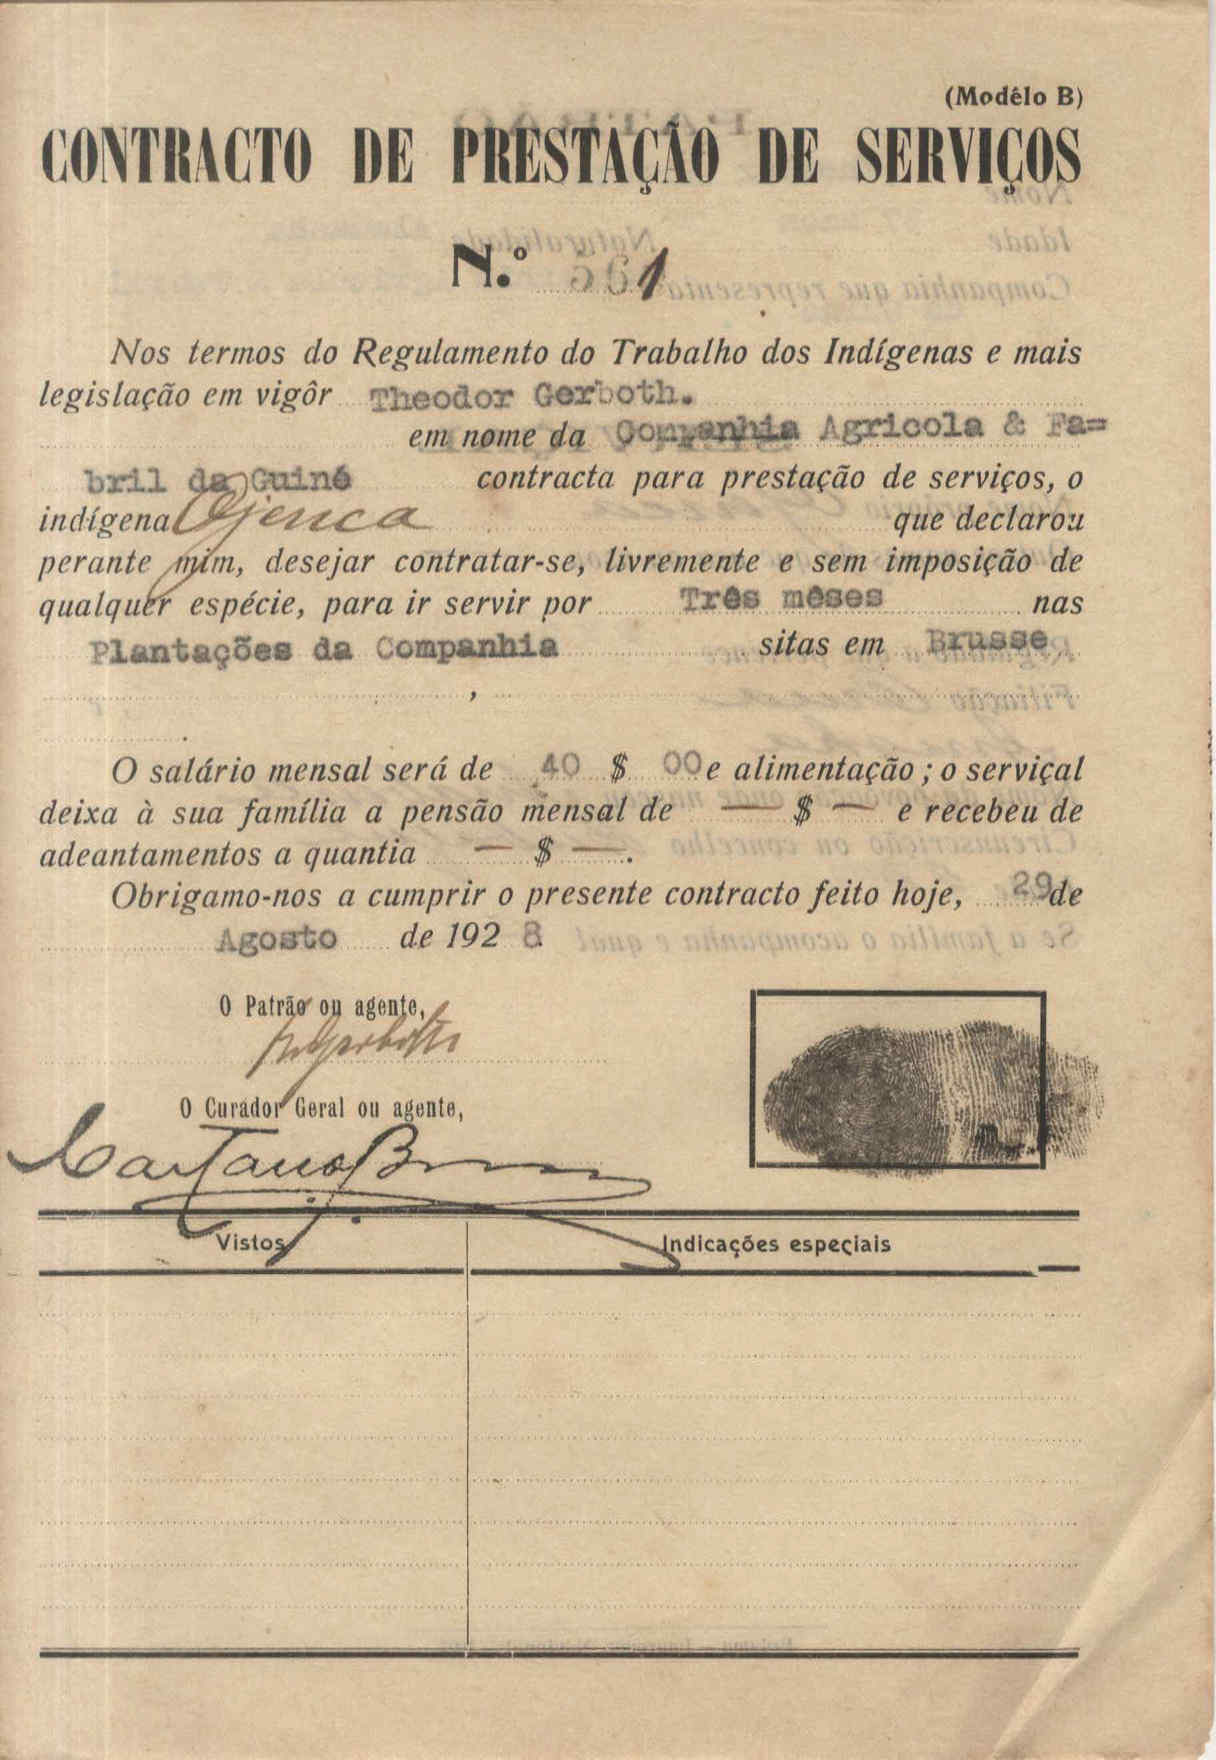 (Modêlo B)
CONTRACTO DE PRESTAÇÃO DE SERVIÇOS
N.º 361
Nos termos do Regulamento do Trabalho dos Indígenas e mais
legislação em vigôr Theodor Gerboth.
em nome da Companhia Agricola & Fa=
bril da Guiné contracta para prestação de serviços, o
indígena que declarou
perante mim, desejar contratar-se, livremente e sem imposição de
qualquer espécie, para ir servir por Três mêses nas
Plantações da Companhia sitas em Brusse,
,
.
O salário mensal será de 40 $ 00 e alimentação; o serviçal
deixa à sua família a pensão mensal de — $ — e recebeu de
adeantamentos a quantia — $ —.
Obrigamo-nos a cumprir o presente contracto feito hoje, 29 de
Agosto de 1928.
O Patrão ou agente,
O Curador Geral ou agente,
Caetano
Vistos Indicações especiais